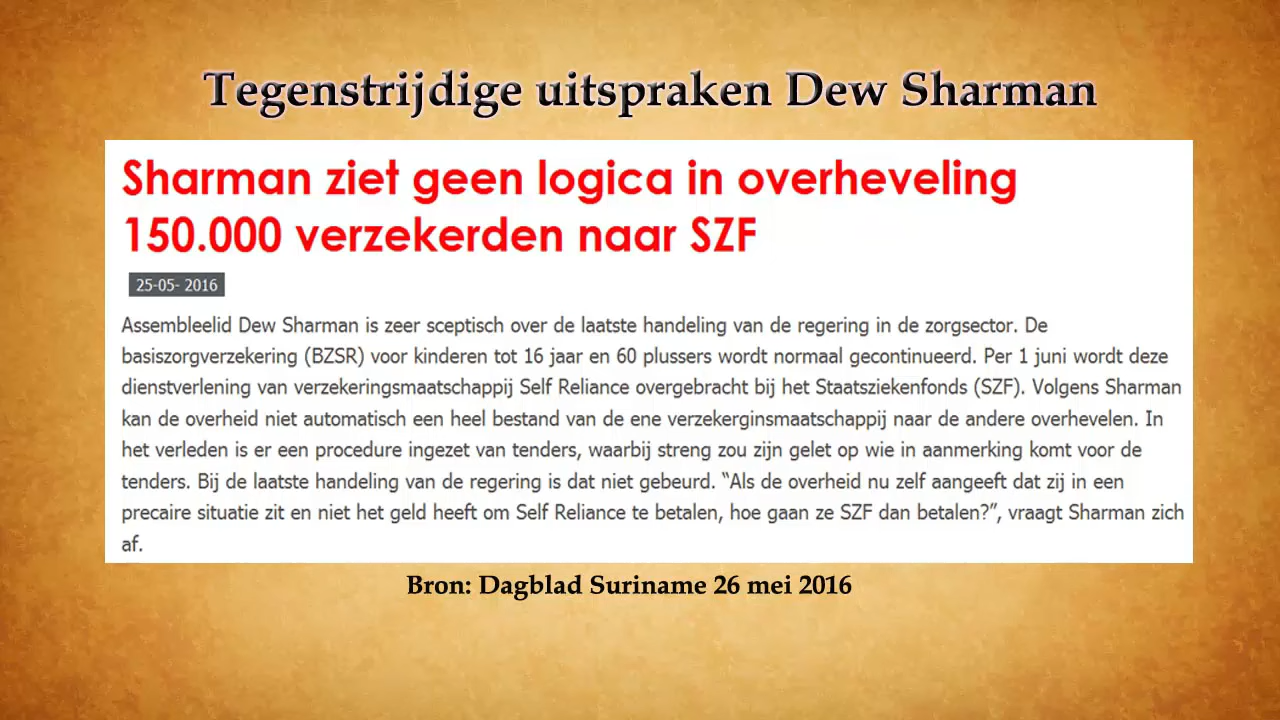 Tegenstrijdige uitspraken Dew Sharman
Sharman ziet geen logica in overheveling
150.000 verzekerden naar SZF
25-05- 2016
Assembleelid Dew Sharman is zeer sceptisch over de laatste handeling van de regering in de zorgsector. De
basiszorgverzekering (BZSR) voor kinderen tot 16 jaar en 60 plussers wordt normaal gecontinueerd. Per 1 juni wordt deze
dienstverlening van verzekeringsmaatschappij Self Reliance overgebracht bij het Staatsziekenfonds (SZF). Volgens Sharman
kan de overheid niet automatisch een heel bestand van de ene verzekerginsmaatschappij naar de andere overhevelen. In
het verleden is er een procedure ingezet van tenders, waarbij streng zou zijn gelet op wie in aanmerking komt voor de
tenders. Bij de laatste handeling van de regering is dat niet gebeurd. “Als de overheid nu zelf aangeeft dat zij in een
precaire situatie zit en niet het geld heeft om Self Reliance te betalen, hoe gaan ze SZF dan betalen?”, vraagt Sharman zich
af.
Bron: Dagblad Suriname 26 mei 2016